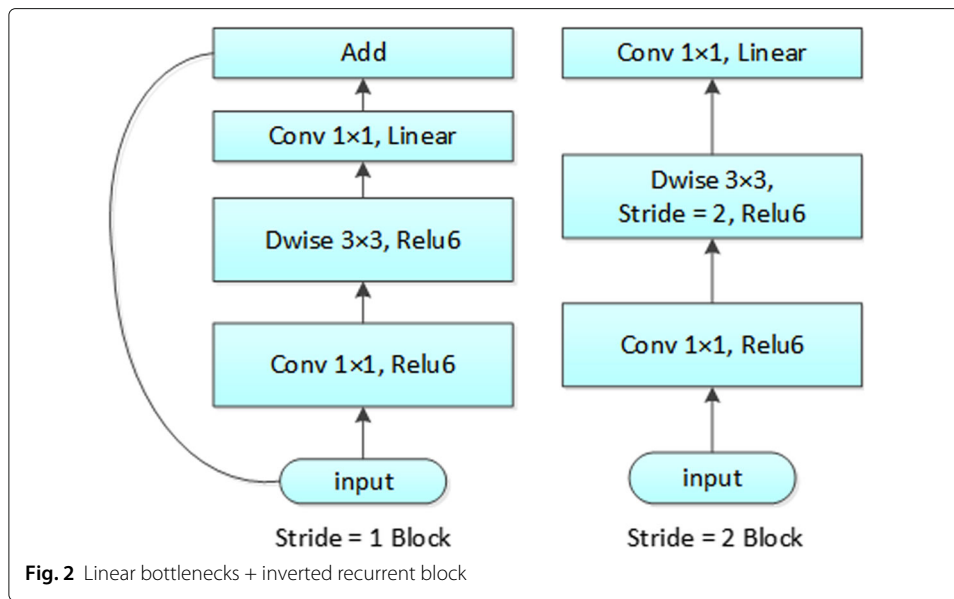 Add
Conv 1×1, Linear
Dwise 3×3, Relu6
Conv 1×1, Relu6
input
Stride = 1 Block
Conv 1×1, Linear
Dwise 3×3,
Stride = 2, Relu6
Conv 1×1, Relu6
input
Stride = 2 Block
Fig. 2 Linear bottlenecks + inverted recurrent block